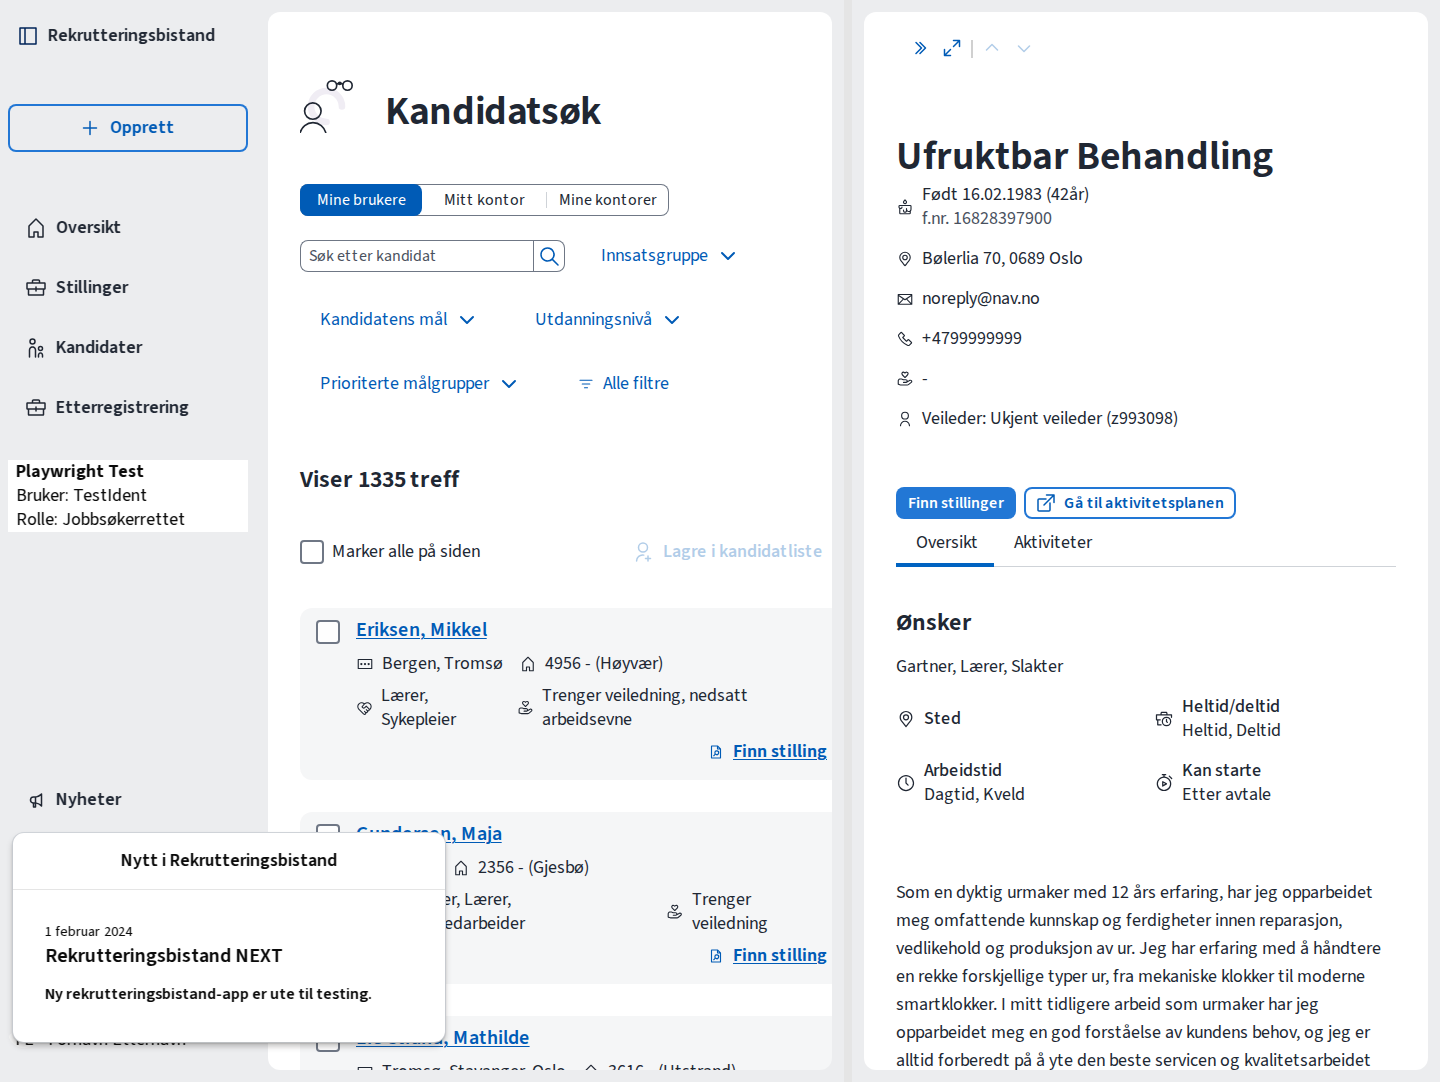 Rekrutteringsbistand
Opprett
Oversikt
Stillinger
Kandidater
Etterregistrering
Playwright Test
Bruker: TestIdent
Rolle: Jobbsøkerrettet
Nyheter
Nytt i Rekrutteringsbistand
1 februar 2024
Rekrutteringsbistand NEXT
Ny rekrutteringsbistand-app er ute til testing.
Kandidatsøk
Mine brukere
Mitt kontor
Mine kontorer
Søk etter kandidat
Innsatsgruppe
Kandidatens mål
Utdanningsnivå
Prioriterte målgrupper
Alle filtre
Viser 1335 treff
Marker alle på siden
Lagre i kandidatliste
Eriksen, Mikkel
Bergen, Tromsø
4956 - (Høyvær)
Lærer,
Sykepleier
Trenger veiledning, nedsatt
arbeidsevne
Finn stilling
Maja
2356 - (Gjesbø)
Lærer,
Trenger
veiledning
Finn stilling
Mathilde
Tromsø, Stavanger, Oslo
3616 - (Utstrand)
Ufruktbar Behandling
Født 16.02.1983 (42år)
f.nr. 16828397900
Bølerlia 70, 0689 Oslo
noreply@nav.no
+4799999999
-
Veileder: Ukjent veileder (z993098)
Finn stillinger
Gå til aktivitetsplanen
Oversikt
Aktiviteter
Ønsker
Gartner, Lærer, Slakter
Sted
Heltid/deltid
Heltid, Deltid
Arbeidstid
Dagtid, Kveld
Kan starte
Etter avtale
Som en dyktig urmaker med 12 års erfaring, har jeg opparbeidet
meg omfattende kunnskap og ferdigheter innen reparasjon,
vedlikehold og produksjon av ur. Jeg har erfaring med å håndtere
en rekke forskjellige typer ur, fra mekaniske klokker til moderne
smartklokker. I mitt tidligere arbeid som urmaker har jeg
opparbeidet meg en god forståelse av kundens behov, og jeg er
alltid forberedt på å yte den beste servicen og kvalitetsarbeidet